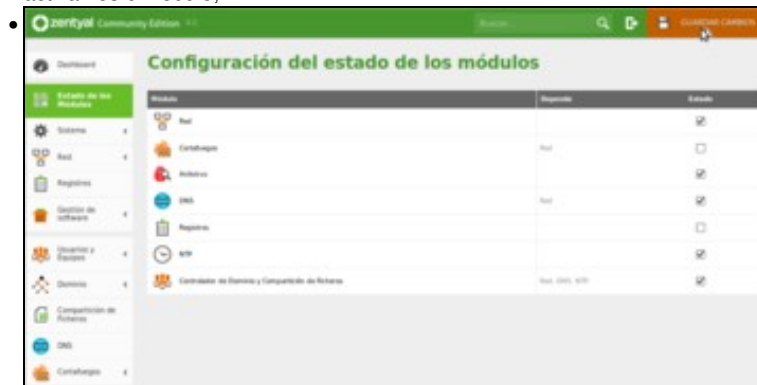 zentyal Community Edition
Buscar...
GUARDAR CAMBIOS
Dashboard
Configuración del estado de los módulos
Estado de los Módulos
Módulo Depende Estado
Sistema
Red
Registros
Gestión de software
Usuarios y Equipos
Dominio
Compartición de Ficheros
DNS
Cortafuegos
Red
Cortafuegos Red
Antivirus
DNS Red
Registros
NTP
Controlador de Dominio y Compartición de Ficheros Red, DNS, NTP